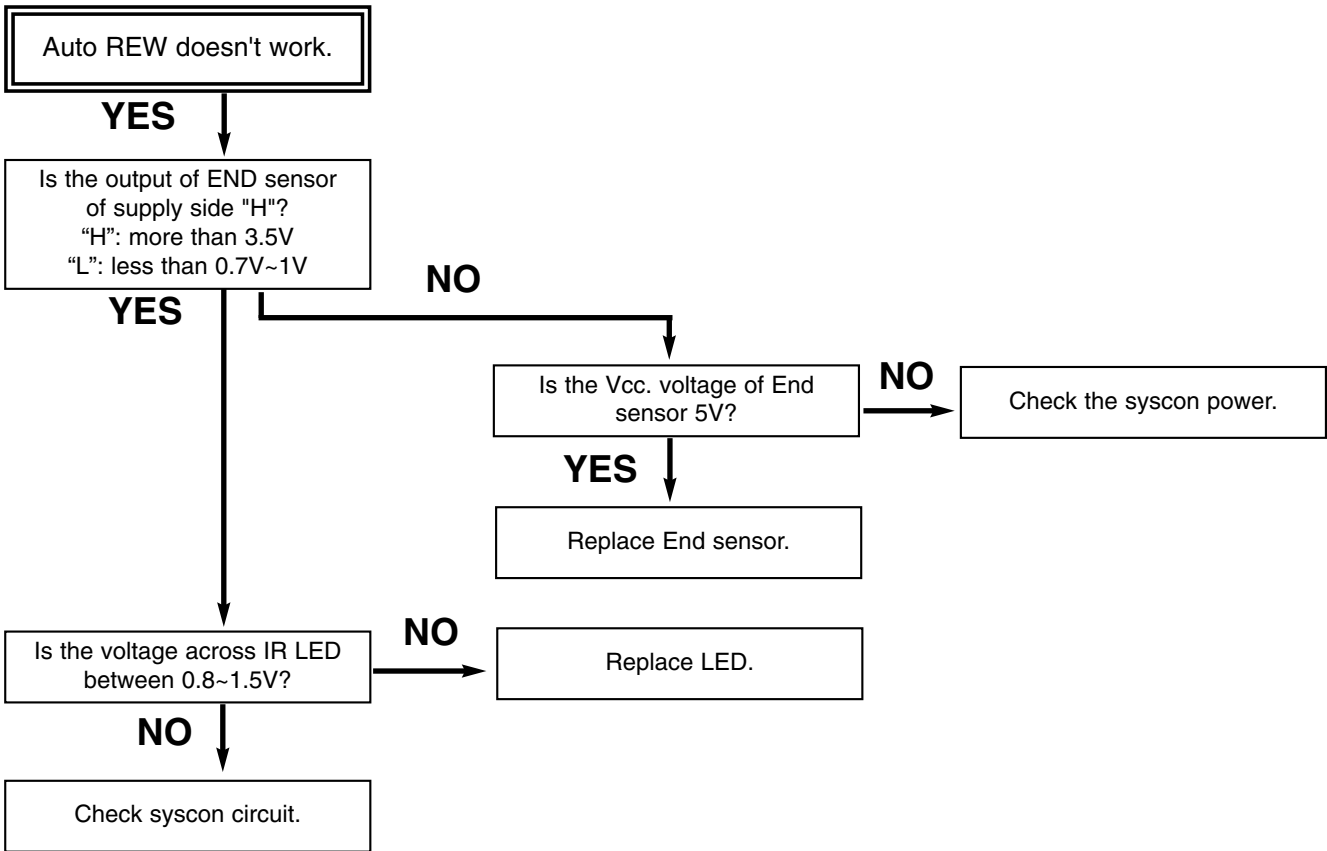 Auto REW doesn't work.
YES
Is the output of END sensor
of supply side "H"?
“H”: more than 3.5V
“L”: less than 0.7V~1V
YES
NO
Is the Vcc. voltage of End
sensor 5V?
NO
Check the syscon power.
YES
Replace End sensor.
Is the voltage across IR LED
between 0.8~1.5V?
NO
Replace LED.
NO
Check syscon circuit.